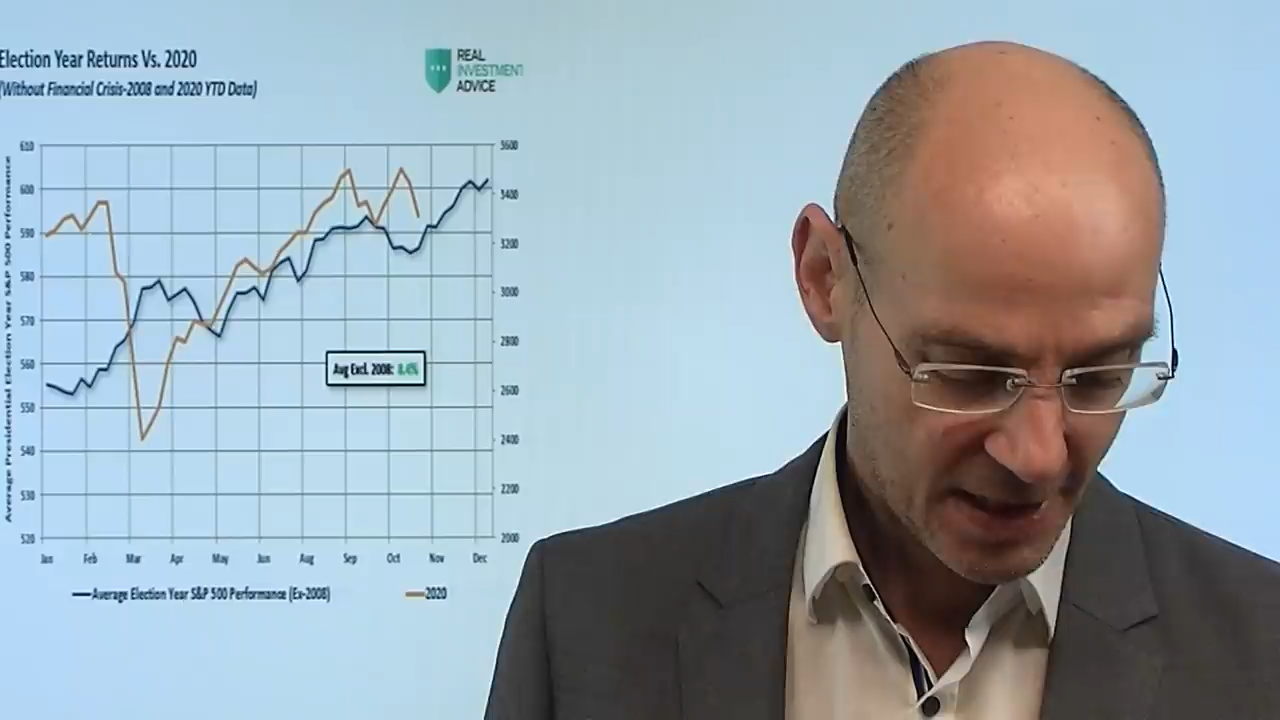 Election Year Returns Vs. 2020
(Without Financial Crisis-2008 and 2020 YTD Data)
REAL
INVESTMENT
ADVICE
Average Presidential Election Year S&P 500 Performance
610
600
590
580
570
560
550
540
530
520
3600
3400
3200
3000
2800
2600
2400
2200
2000
Avg Excl. 2008: 8.4%
Jan Feb Mar Apr May Jun Aug Sep Oct Nov Dec
Average Election Year S&P 500 Performance (Ex-2008) 2020